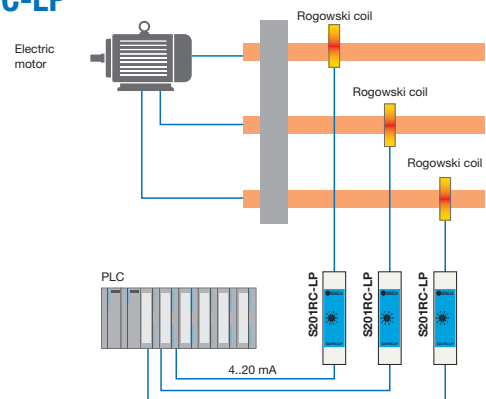 C-LP
Rogowski coil
Electric
motor
Rogowski coil
Rogowski coil
PLC
S201RC-LP
S201RC-LP
S201RC-LP
4..20 mA